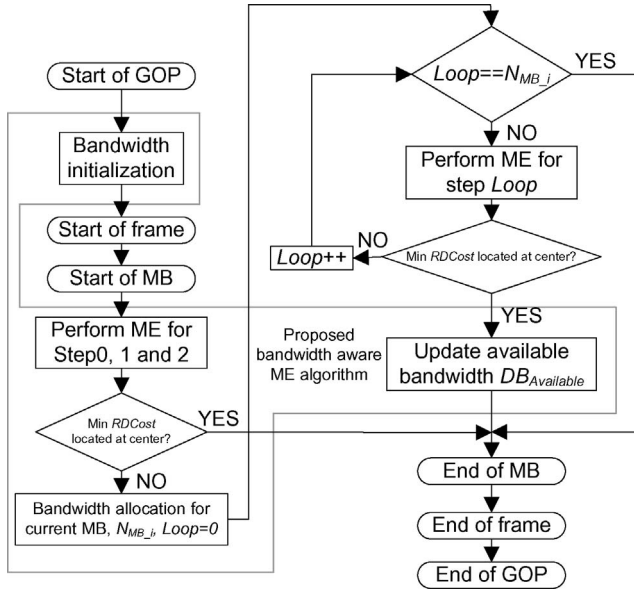 Start of GOP
Bandwidth
initialization
Start of frame
Start of MB
Perform ME for
Step0, 1 and 2
Min RDCost
located at center?
YES
NO
Bandwidth allocation for
current MB, N_MB_i, Loop=0
Loop==N_MB_i
YES
NO
Perform ME for
step Loop
Min RDCost located at center?
NO
Loop++
YES
Proposed
bandwidth aware
ME algorithm
Update available
bandwidth DB_Available
End of MB
End of frame
End of GOP